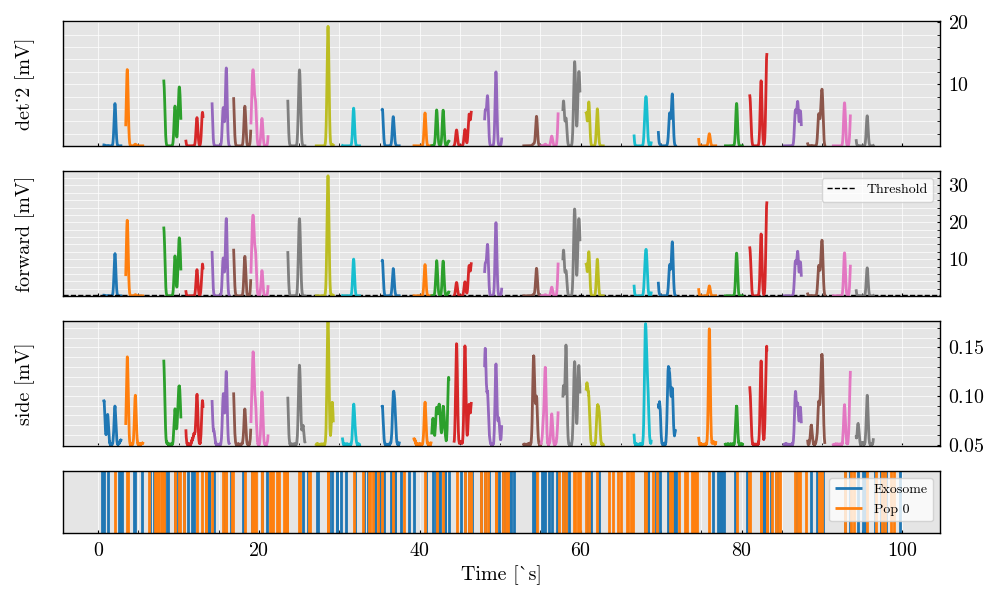 det˙2 [mV]
20
10
forward [mV]
Threshold
30
20
10
side [mV]
0.15
0.10
0.05
Exosome
Pop 0
0 20 40 60 80 100
Time [`s]